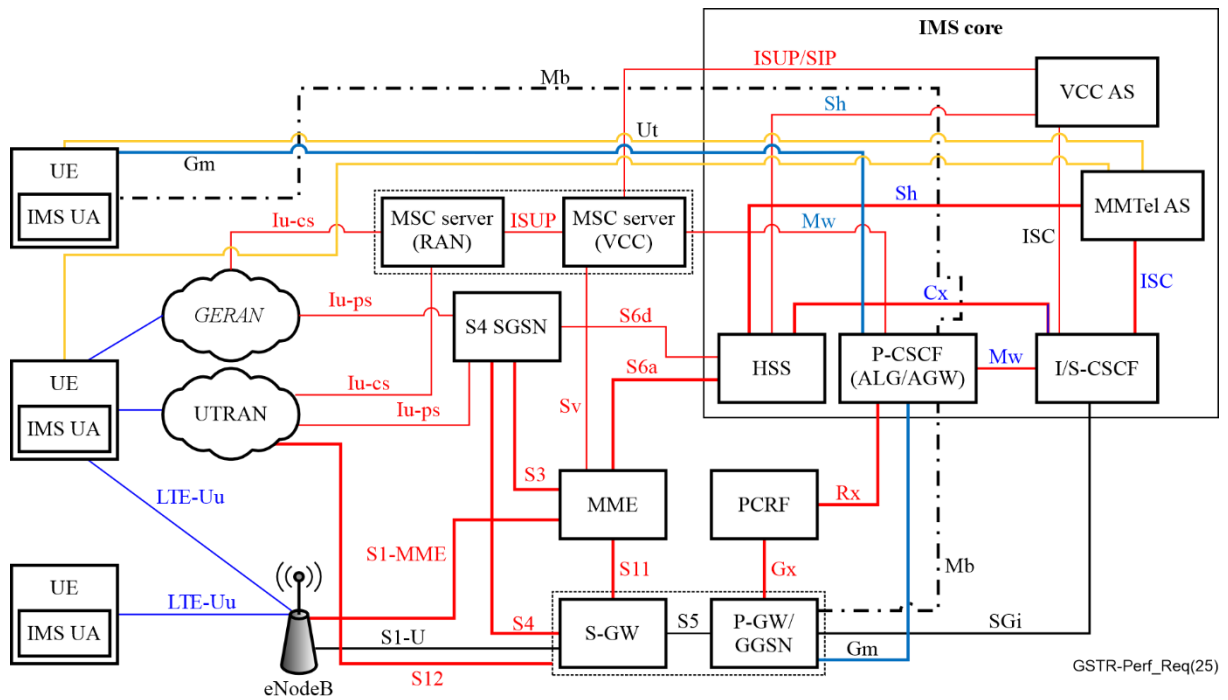 IMS core
ISUP/SIP
Mb
VCC AS
Sh
Ut
UE
Gm
IMS UA
MSC server
(RAN)
ISUP
MSC server
(VCC)
Sh
MMTel AS
Iu-cs
Mw
ISC
ISC
GERAN
Iu-ps
S4 SGSN
S6d
Cx
UE
IMS UA
UTRAN
Iu-cs
Iu-ps
S6a
HSS
P-CSCF
(ALG/AGW)
Mw
I/S-CSCF
Sv
LTE-Uu
S3
MME
PCRF
Rx
S1-MME
S11
Gx
Mb
UE
IMS UA
LTE-Uu
S1-U
S4
S-GW
S5
P-GW/
GGSN
SGi
Gm
S12
eNodeB
GSTR-Perf_Req(25)